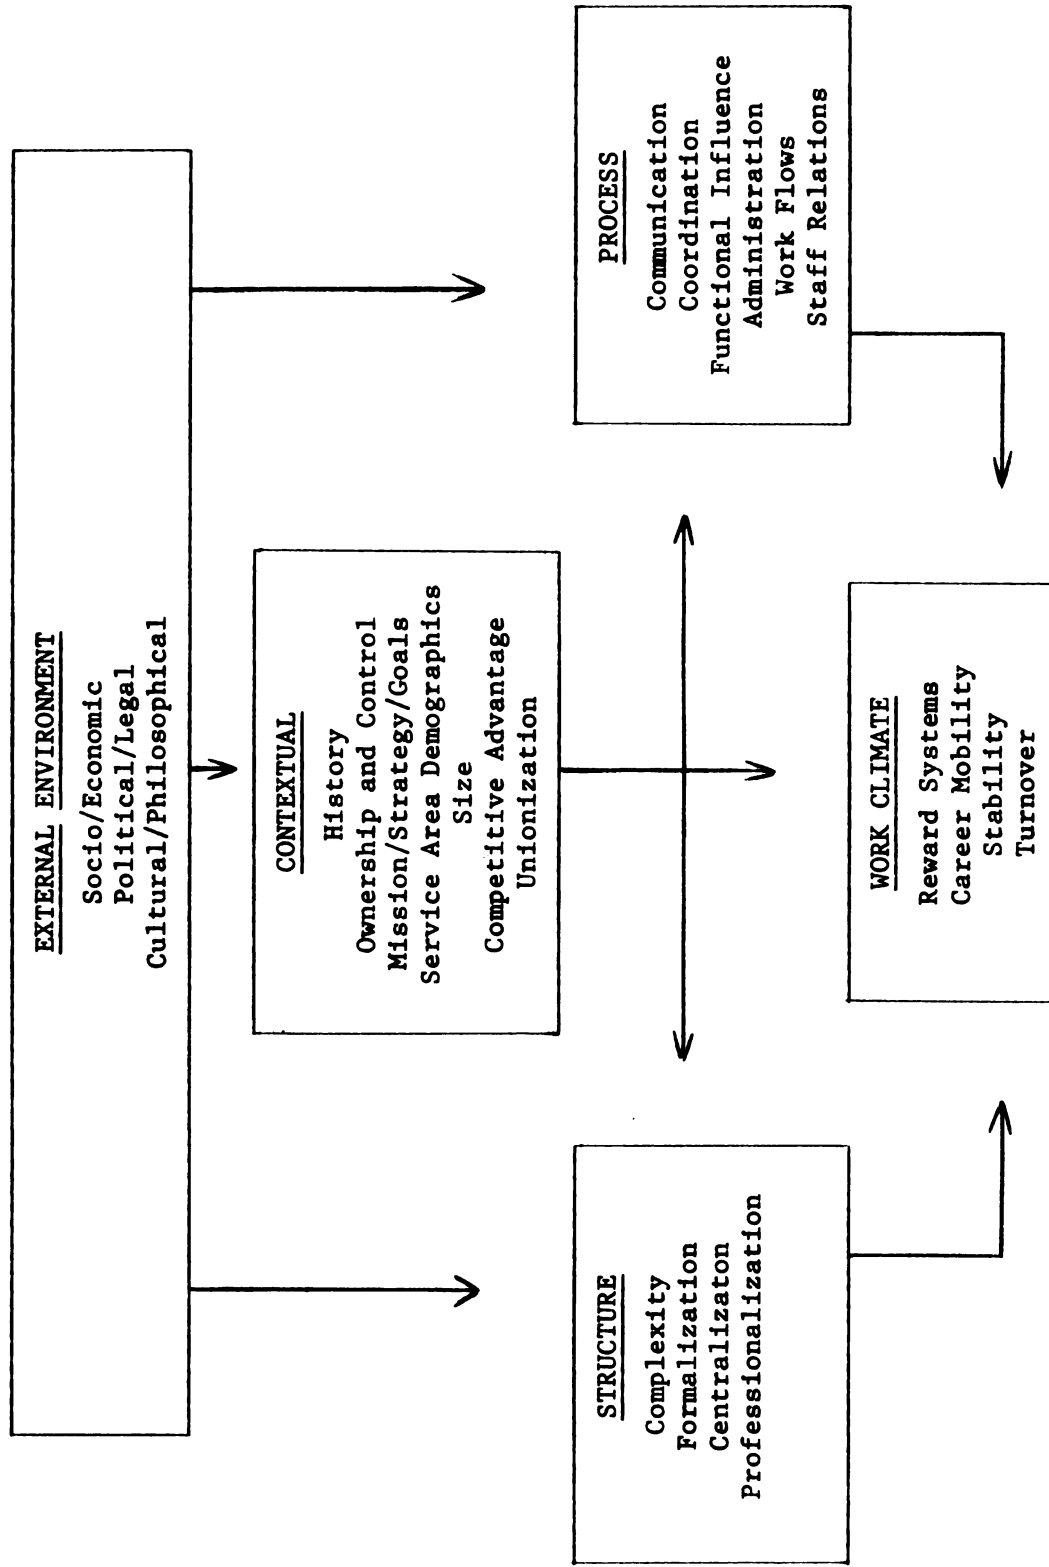 EXTERNAL ENVIRONMENT
Socio/Economic
Political/Legal
Cultural/Philosophical
CONTEXTUAL
History
Ownership and Control
Mission/Strategy/Goals
Service Area Demographics
Size
Competitive Advantage
Unionization
STRUCTURE
Complexity
Formalization
Centralizaton
Professionalization
PROCESS
Communication
Coordination
Functional Influence
Administration
Work Flows
Staff Relations
WORK CLIMATE
Reward Systems
Career Mobility
Stability
Turnover